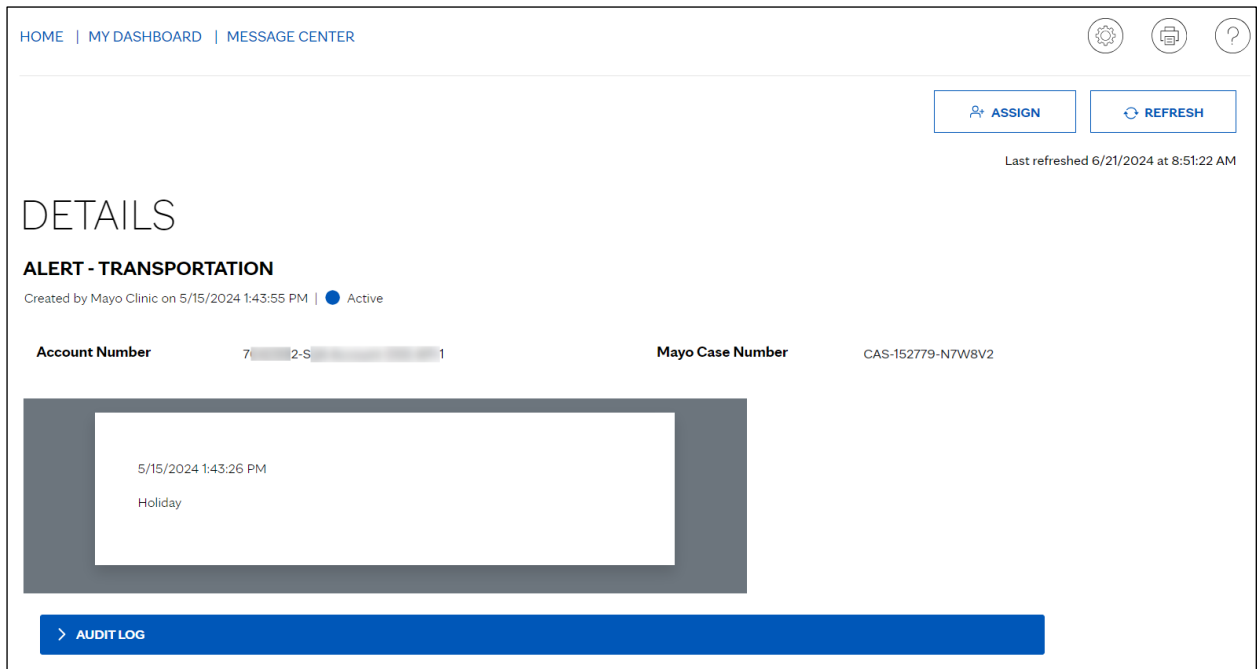 HOME | MY DASHBOARD | MESSAGE CENTER
ASSIGN
REFRESH
Last refreshed 6/21/2024 at 8:51:22 AM
DETAILS
ALERT - TRANSPORTATION
Created by Mayo Clinic on 5/15/2024 1:43:55 PM | Active
Account Number
Mayo Case Number CAS-152779-N7W8V2
5/15/2024 1:43:26 PM
Holiday
AUDIT LOG